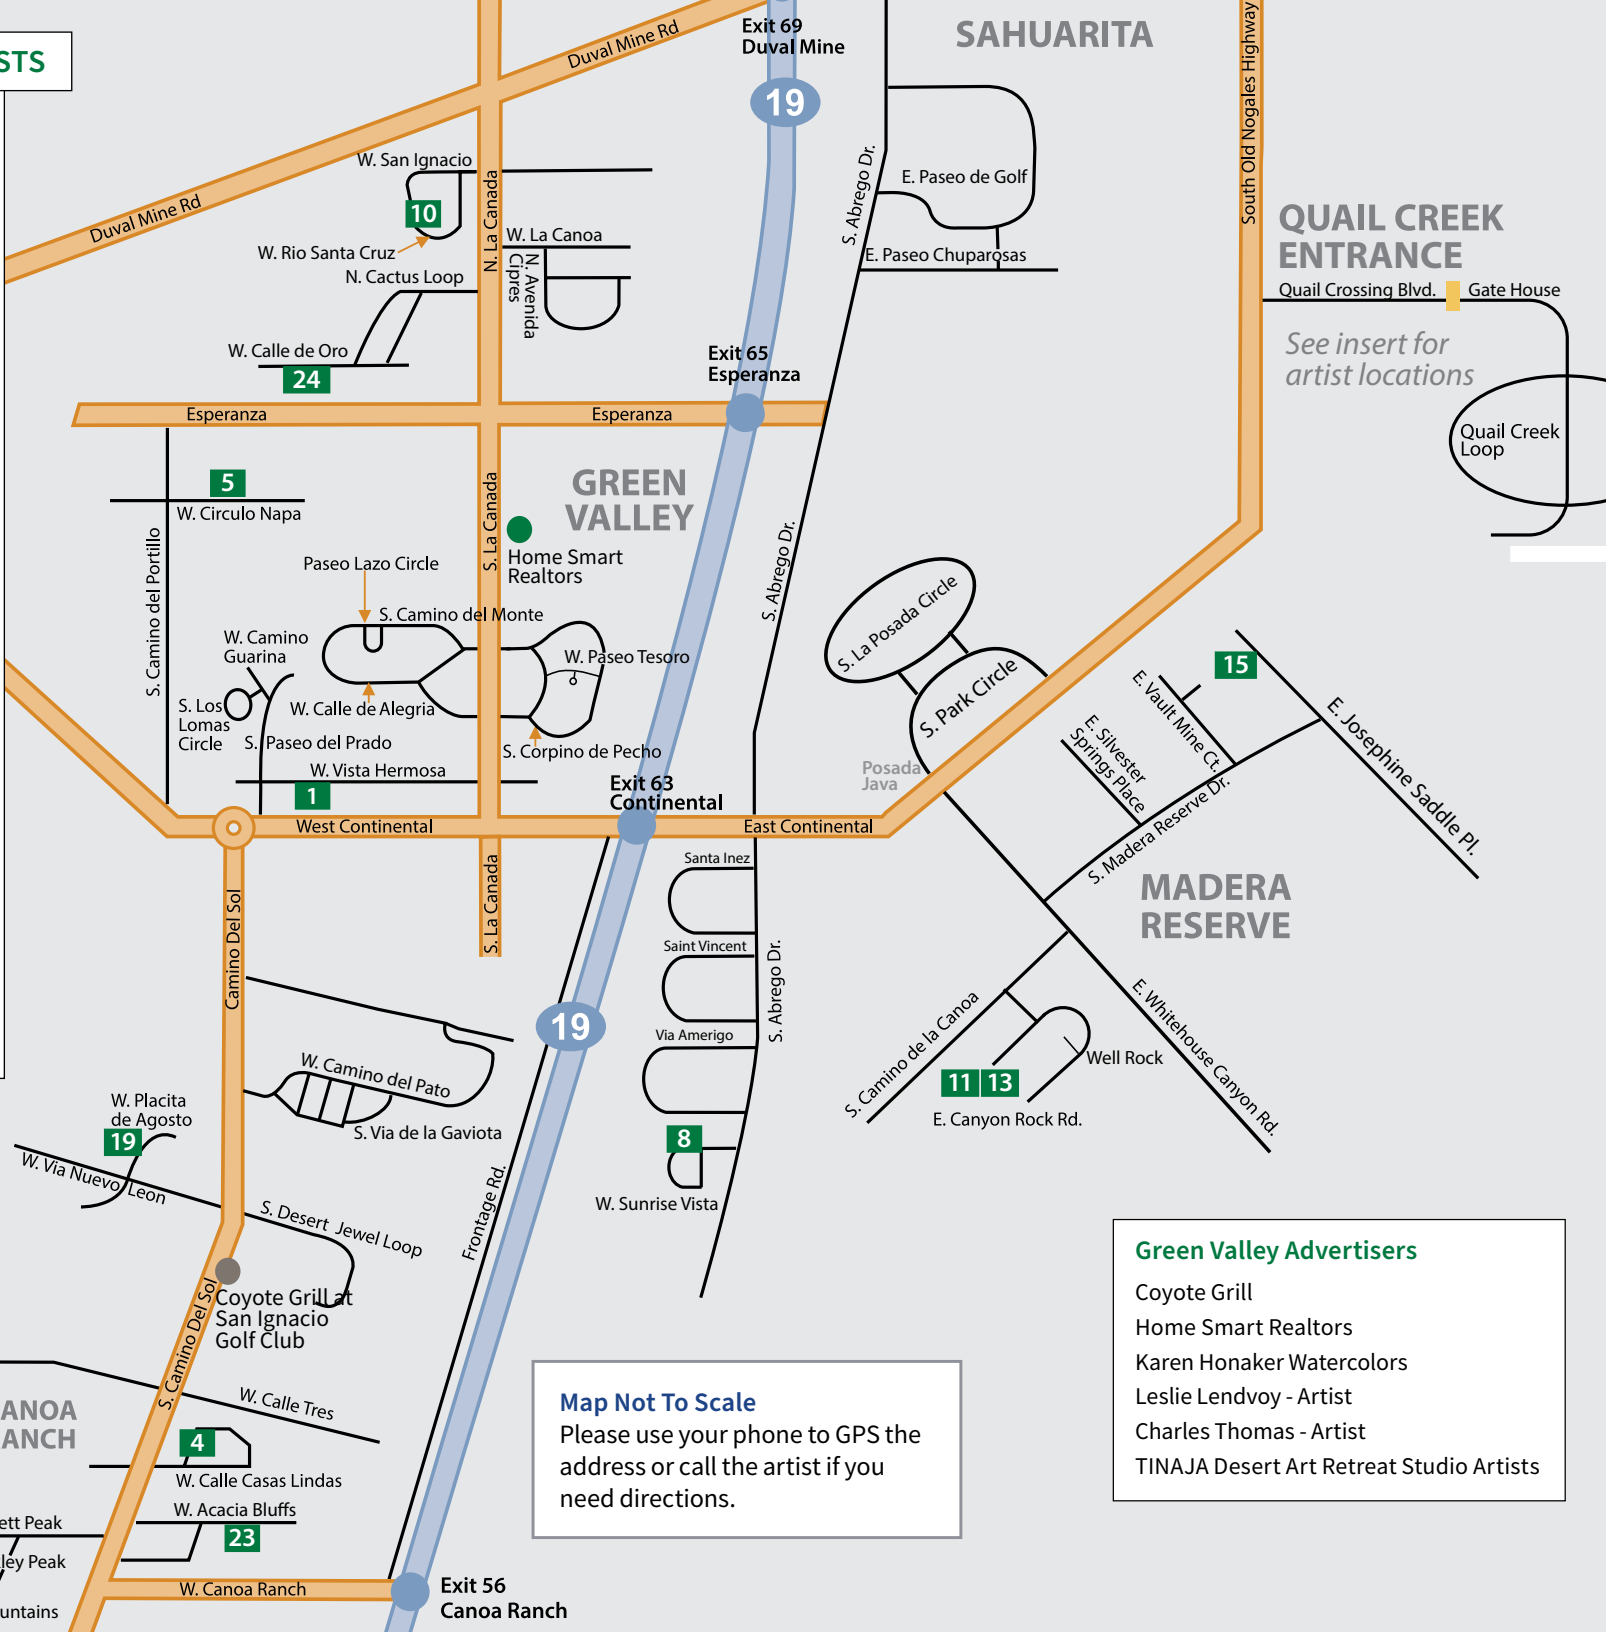 STS
Exit 69
Duval Mine
19
SAHUARITA
South Old Nogales Highway
Duval Mine Rd
Duval Mine Rd
W. San Ignacio
10
W. Rio Santa Cruz
N. La Canada
N. Cactus Loop
W. La Canoa
N. Avenida
Cipres
W. Calle de Oro
24
S. Abrego Dr.
E. Paseo de Golf
E. Paseo Chuparosas
QUAIL CREEK
ENTRANCE
Quail Crossing Blvd.
Gate House
See insert for
artist locations
Quail Creek
Loop
Exit 65
Esperanza
Esperanza
Esperanza
5
W. Circulo Napa
S. Camino del Portillo
S. La Canada
GREEN
VALLEY
Home Smart
Realtors
S. Abrego Dr.
Paseo Lazo Circle
S. Camino del Monte
W. Camino
Guarina
W. Paseo Tesoro
S. Los
Lomas
Circle
W. Calle de Alegria
S. Paseo del Prado
S. Corpino de Pecho
W. Vista Hermosa
1
Exit 63
Continental
West Continental
East Continental
S. La Posada Circle
S. Park Circle
Posada
Java
15
E. Vault Mine Ct.
E. Silvester
Springs Place
E. Josephine Saddle Pl.
S. Madera Reserve Dr.
MADERA
RESERVE
Camino Del Sol
S. La Canada
Santa Inez
Saint Vincent
Via Amerigo
S. Abrego Dr.
19
8
W. Sunrise Vista
S. Camino de la Canoa
11
13
Well Rock
E. Canyon Rock Rd.
E. Whitehouse Canyon Rd.
W. Camino del Pato
S. Via de la Gaviota
W. Placita
de Agosto
19
W. Via Nuevo Leon
S. Desert Jewel Loop
Frontage Rd.
Coyote Grill at
San Ignacio
Golf Club
S. Camino Del Sol
W. Calle Tres
ANOA
ANCH
4
W. Calle Casas Lindas
W. Acacia Bluffs
23
ett Peak
ley Peak
untains
W. Canoa Ranch
Exit 56
Canoa Ranch
Map Not To Scale
Please use your phone to GPS the
address or call the artist if you
need directions.
Green Valley Advertisers
Coyote Grill
Home Smart Realtors
Karen Honaker Watercolors
Leslie Lendvoy - Artist
Charles Thomas - Artist
TINAJA Desert Art Retreat Studio Artists